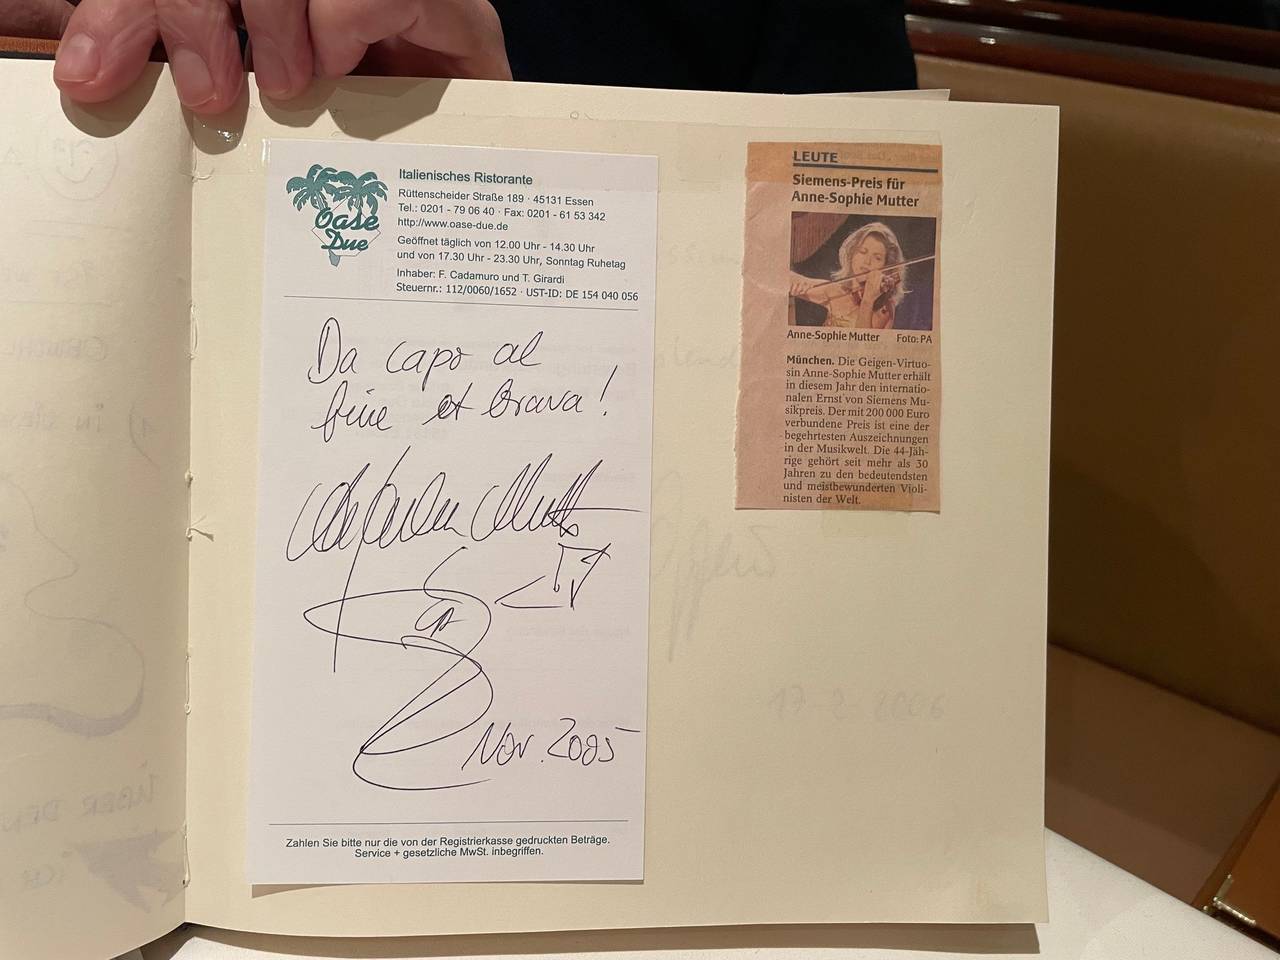 Oase
Due
Italienisches Ristorante
Rüttenscheider Straße 189 · 45131 Essen
Tel.: 0201 - 79 06 40 · Fax: 0201 - 61 53 342
http://www.oase-due.de
Geöffnet täglich von 12.00 Uhr - 14.30 Uhr
und von 17.30 Uhr - 23.30 Uhr, Sonntag Ruhetag
Inhaber: F. Cadamuro und T. Girardi
Steuernr.: 112/0060/1652 · UST-ID: DE 154 040 056
Da capo al
fine et brava!
Nov. 2005
Zahlen Sie bitte nur die von der Registrierkasse gedruckten Beträge.
Service + gesetzliche MwSt. inbegriffen.
LEUTE
Siemens-Preis für
Anne-Sophie Mutter
Anne-Sophie Mutter Foto: PA
München. Die Geigen-Virtuo-
sin Anne-Sophie Mutter erhält
in diesem Jahr den internatio-
nalen Ernst von Siemens Mu-
sikpreis. Der mit 200 000 Euro
verbundene Preis ist eine der
begehrtesten Auszeichnungen
in der Musikwelt. Die 44-Jäh-
rige gehört seit mehr als 30
Jahren zu den bedeutendsten
und meistbewunderten Violi-
nisten der Welt.
17-2-2006